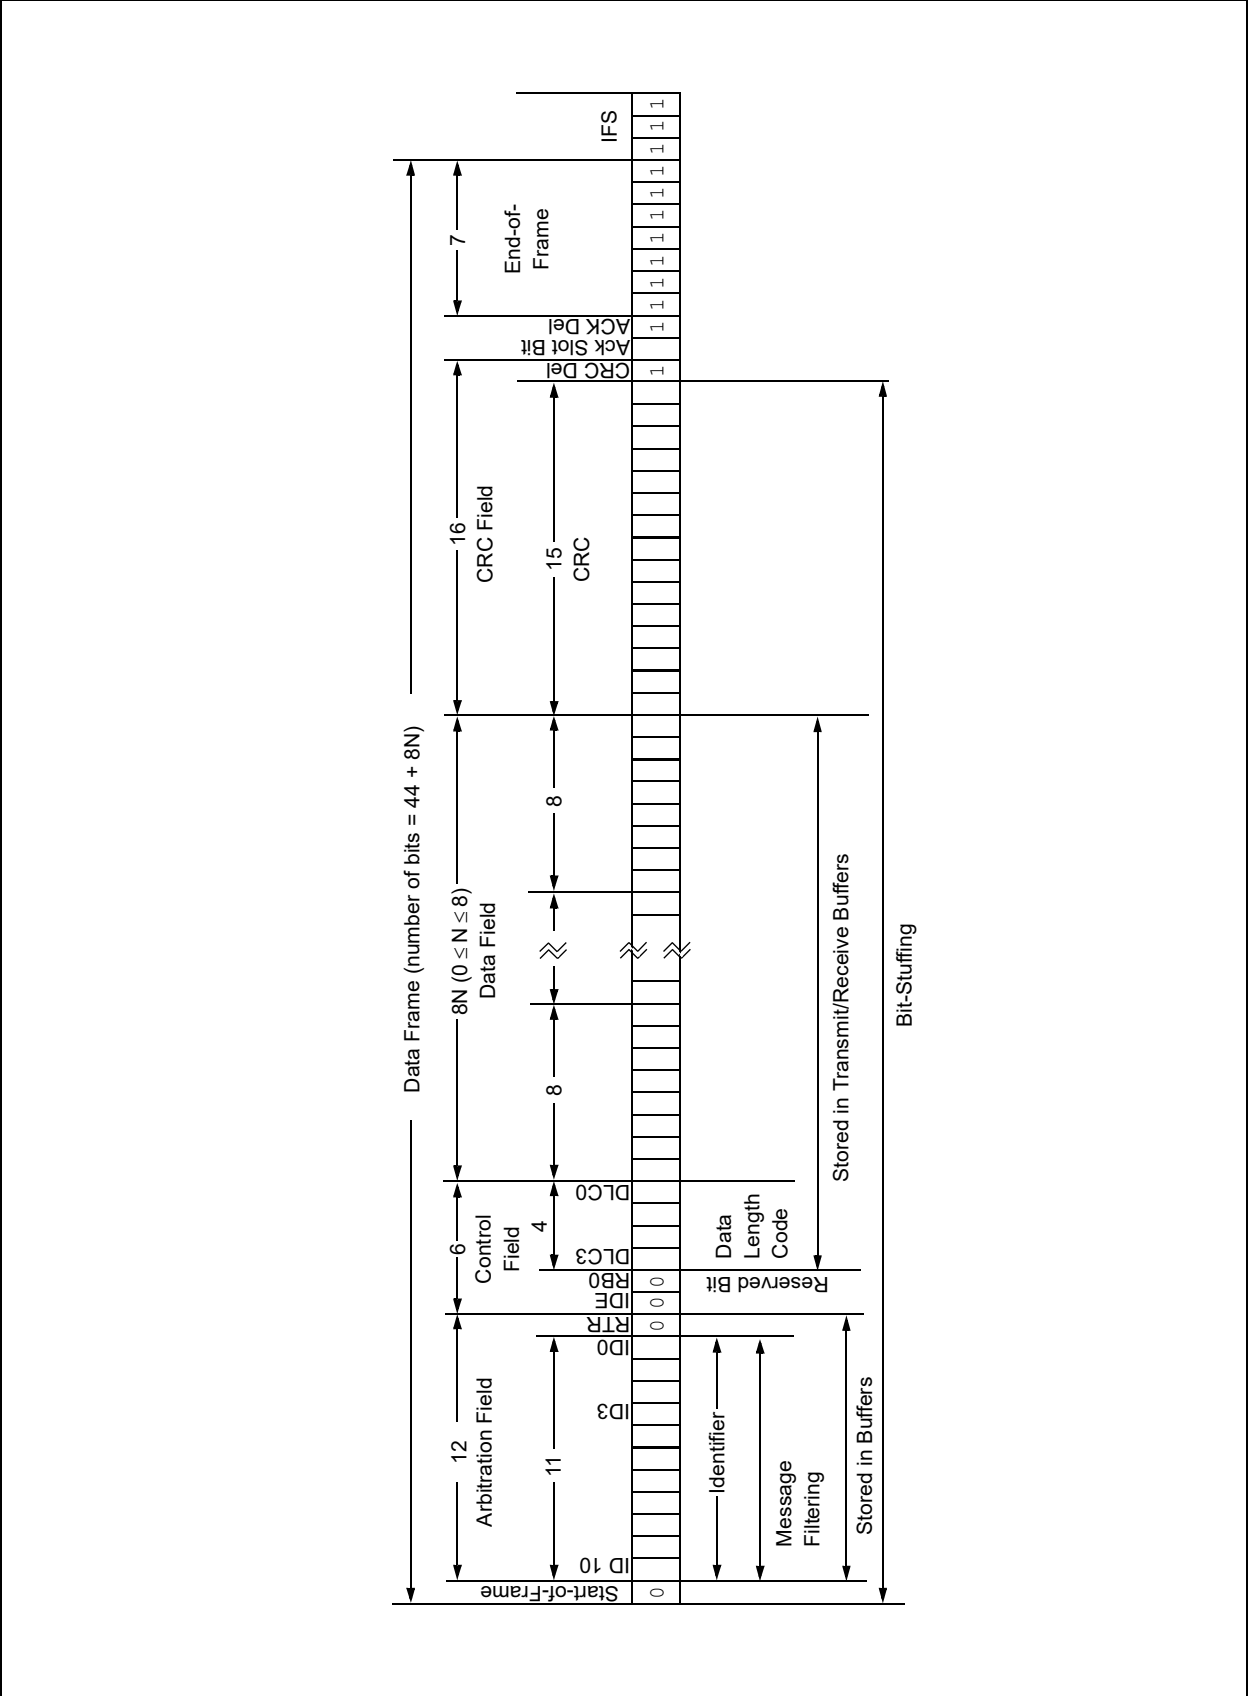 Data Frame (number of bits = 44 + 8N)
12
Arbitration Field
6
Control
Field
8N (0 ≤ N ≤ 8)
Data Field
16
CRC Field
7
End-of-
Frame
IFS
11
4
8
8
15
CRC
Start-of-Frame
ID 10
ID3
ID0
RTR
IDE
RB0
DLC3
DLC0
CRC Del
Ack Slot Bit
ACK Del
0
0
0
0
1
1
1
1
1
1
1
1
1
1
1
1
Identifier
Message
Filtering
Stored in Buffers
Reserved Bit
Data
Length
Code
Stored in Transmit/Receive Buffers
Bit-Stuffing